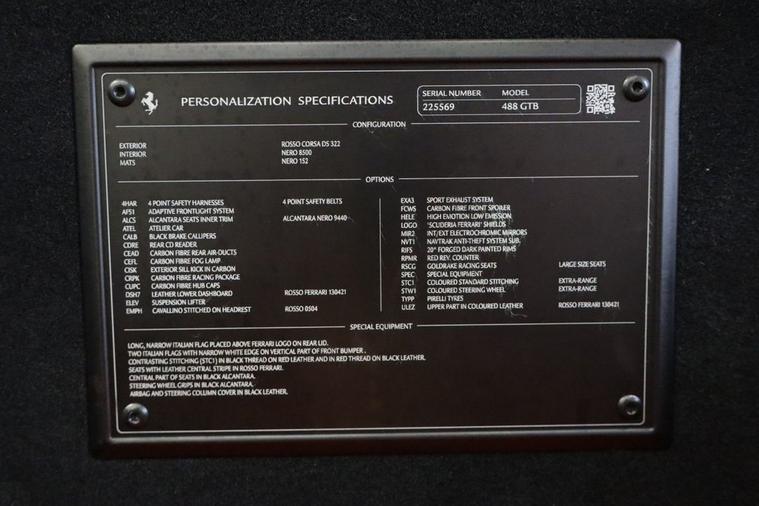 PERSONALIZATION SPECIFICATIONS
SERIAL NUMBER MODEL
225569 488 GTB
CONFIGURATION
EXTERIOR ROSSO CORSA DS 322
INTERIOR NERO 8500
MATS NERO 152
OPTIONS
4HAR 4 POINT SAFETY HARNESSES 4 POINT SAFETY BELTS
AFS1 ADAPTIVE FRONTLIGHT SYSTEM
ALCS ALCANTARA SEATS INNER TRIM ALCANTARA NERO 9440
ATEL ATELIER CAR
CALB BLACK BRAKE CALLIPERS
CDRE REAR CD READER
CEAD CARBON FIBRE REAR AIR-DUCTS
CEFL CARBON FIBRE FOG LAMP
CISK EXTERIOR SILL KICK IN CARBON
CRPK CARBON FIBRE RACING PACKAGE
CUPC CARBON FIBRE HUB CAPS
DSH7 LEATHER LOWER DASHBOARD ROSSO FERRARI 130421
ELEV SUSPENSION LIFTER
EMPH CAVALLINO STITCHED ON HEADREST ROSSO 0504
EXA3 SPORT EXHAUST SYSTEM
FCWS CARBON FIBRE FRONT SPOILER
HELE HIGH EMOTION LOW EMISSION
LOGO 'SCUDERIA FERRARI' SHIELDS
MIR2 INT/EXT ELECTROCHROMIC MIRRORS
NVT1 NAVTRAK ANTI-THEFT SYSTEM SUB.
RIFS 20" FORGED DARK PAINTED RIMS
RPMR RED REV. COUNTER
RSCG GOLDRAKE RACING SEATS LARGE SIZE SEATS
SPEC SPECIAL EQUIPMENT
STC1 COLOURED STANDARD STITCHING EXTRA-RANGE
STW1 COLOURED STEERING WHEEL EXTRA-RANGE
TYPP PIRELLI TYRES
ULEZ UPPER PART IN COLOURED LEATHER ROSSO FERRARI 130421
SPECIAL EQUIPMENT
LONG, NARROW ITALIAN FLAG PLACED ABOVE FERRARI LOGO ON REAR LID.
TWO ITALIAN FLAGS WITH NARROW WHITE EDGE ON VERTICAL PART OF FRONT BUMPER.
CONTRASTING STITCHING (STC1) IN BLACK THREAD ON RED LEATHER AND IN RED THREAD ON BLACK LEATHER.
SEATS WITH LEATHER CENTRAL STRIPE IN ROSSO FERRARI.
CENTRAL PART OF SEATS IN BLACK ALCANTARA.
STEERING WHEEL GRIPS IN BLACK ALCANTARA.
AIRBAG AND STEERING COLUMN COVER IN BLACK LEATHER.